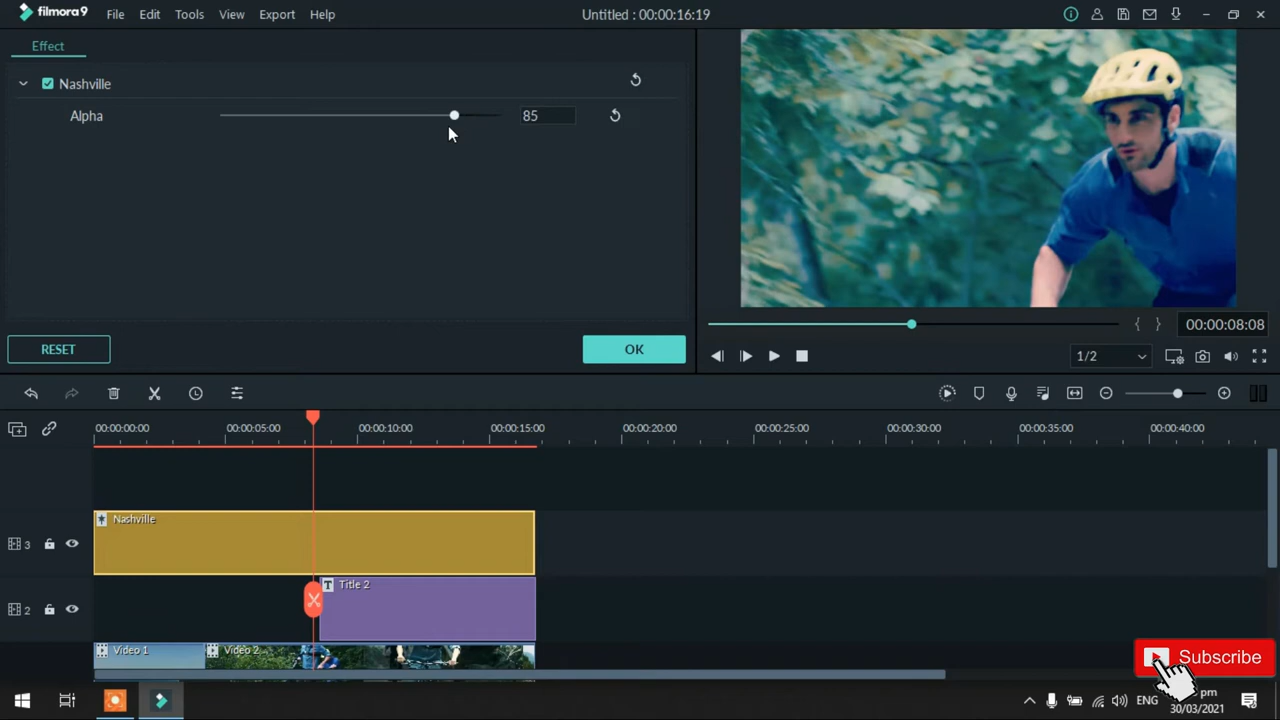 filmora9 File Edit Tools View Export Help Untitled : 00:00:16:19
Effect
Nashville
Alpha 85
RESET OK
00:00:08:08
1/2
00:00:00:00 00:00:05:00 00:00:10:00 00:00:15:00 00:00:20:00 00:00:25:00 00:00:30:00 00:00:35:00 00:00:40:00
Nashville
3
T Title 2
2
Video 1 Video 2
Subscribe
ENG pm
30/03/2021